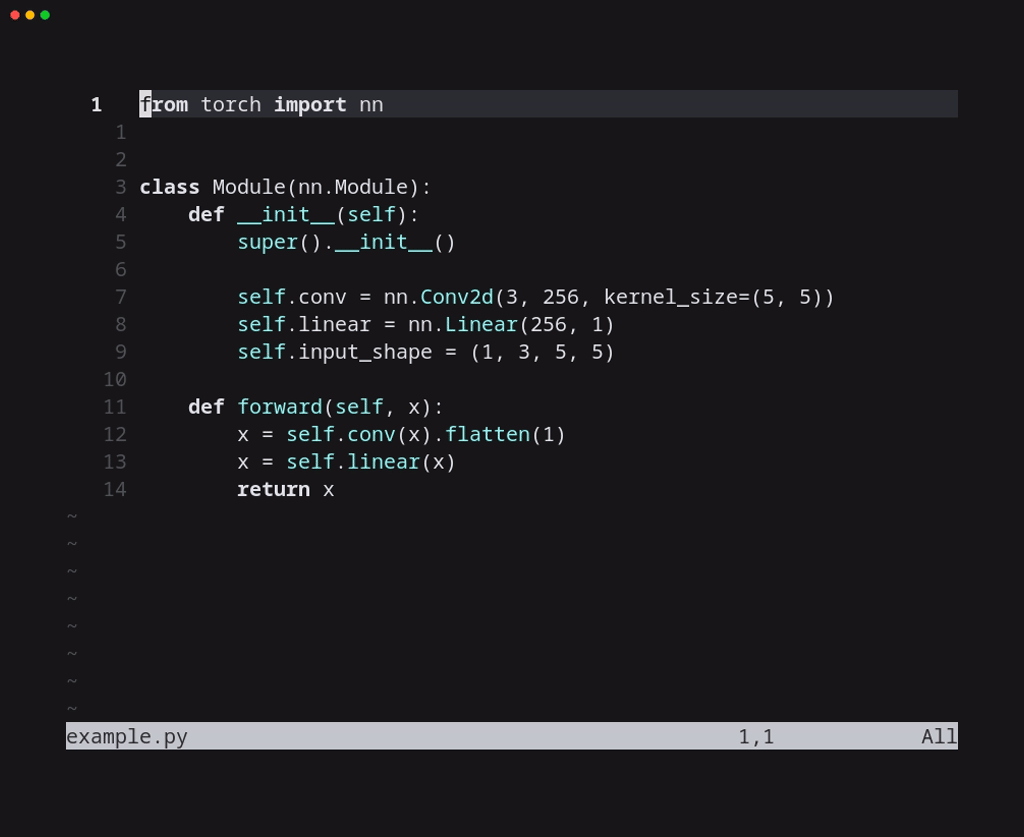 1   from torch import nn
1
2
3 class Module(nn.Module):
4     def __init__(self):
5         super().__init__()
6
7         self.conv = nn.Conv2d(3, 256, kernel_size=(5, 5))
8         self.linear = nn.Linear(256, 1)
9         self.input_shape = (1, 3, 5, 5)
10
11     def forward(self, x):
12         x = self.conv(x).flatten(1)
13         x = self.linear(x)
14         return x
~
~
~
~
~
~
~
~
example.py 1,1 All